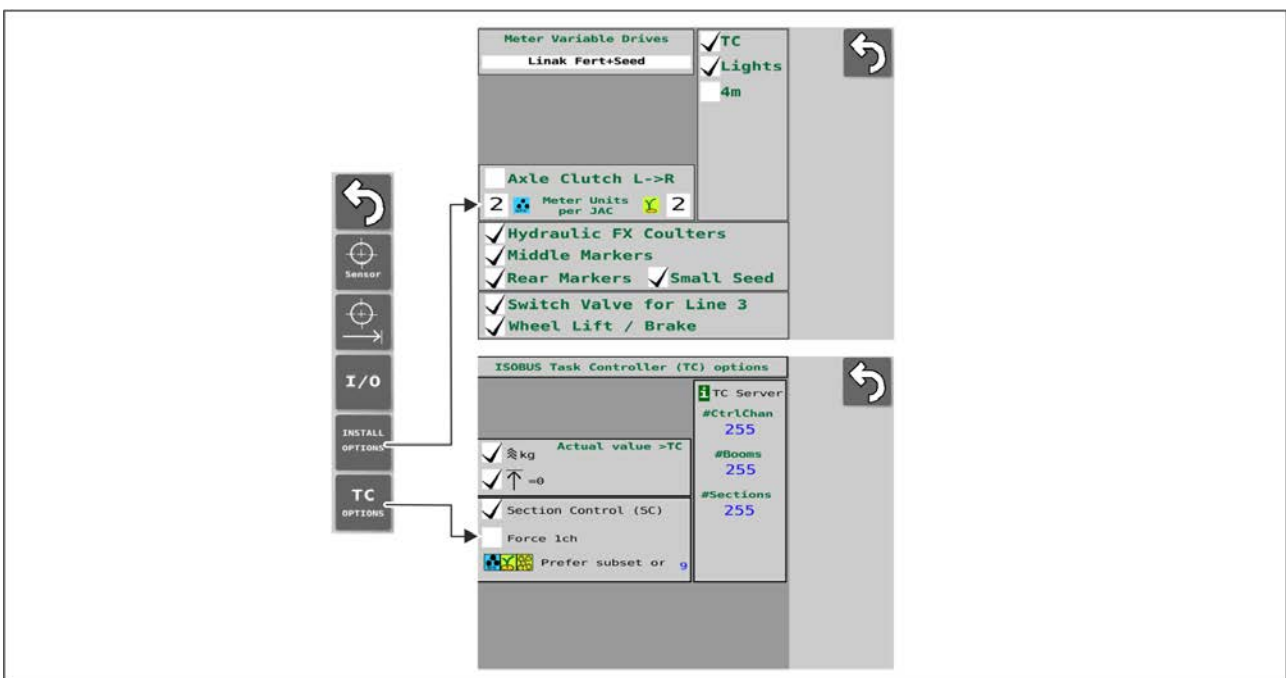 Sensor
I/O
INSTALL
OPTIONS
TC
OPTIONS
Meter Variable Drives
Linak Fert+Seed
TC
Lights
4m
Axle Clutch L->R
2 Meter Units 2
per JAC
Hydraulic FX Coulters
Middle Markers
Rear Markers Small Seed
Switch Valve for Line 3
Wheel Lift / Brake
ISOBUS Task Controller (TC) options
Actual value >TC
kg
=0
Section Control (SC)
Force 1ch
Prefer subset or 9
i TC Server
#CtrlChan
255
#Booms
255
#Sections
255